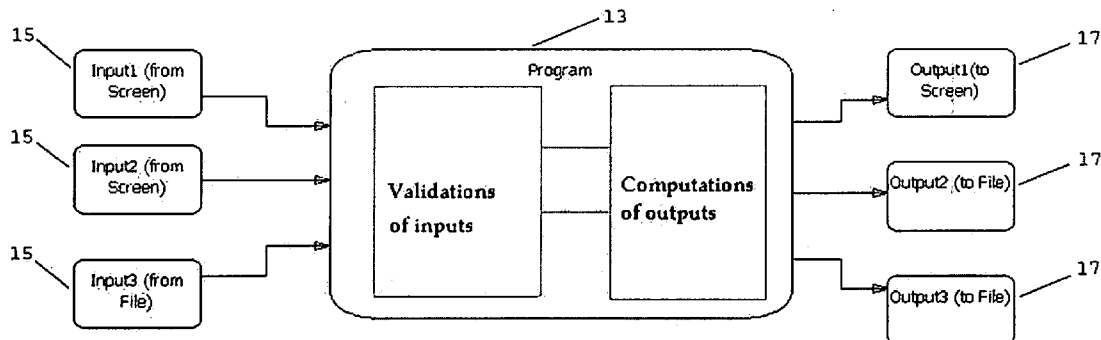 13
15
Input1 (from
Screen)
15
Input2 (from
Screen)
15
Input3 (from
File)
Program
Validations
of inputs
Computations
of outputs
17
Output1(to
Screen)
17
Output2 (to File)
17
Output3 (to File)